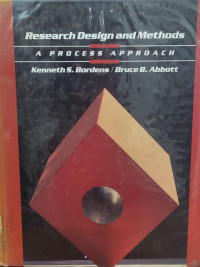 Research Design and Methods
A PROCESS APPROACH
Kenneth S. Bordens / Bruce B. Abbott